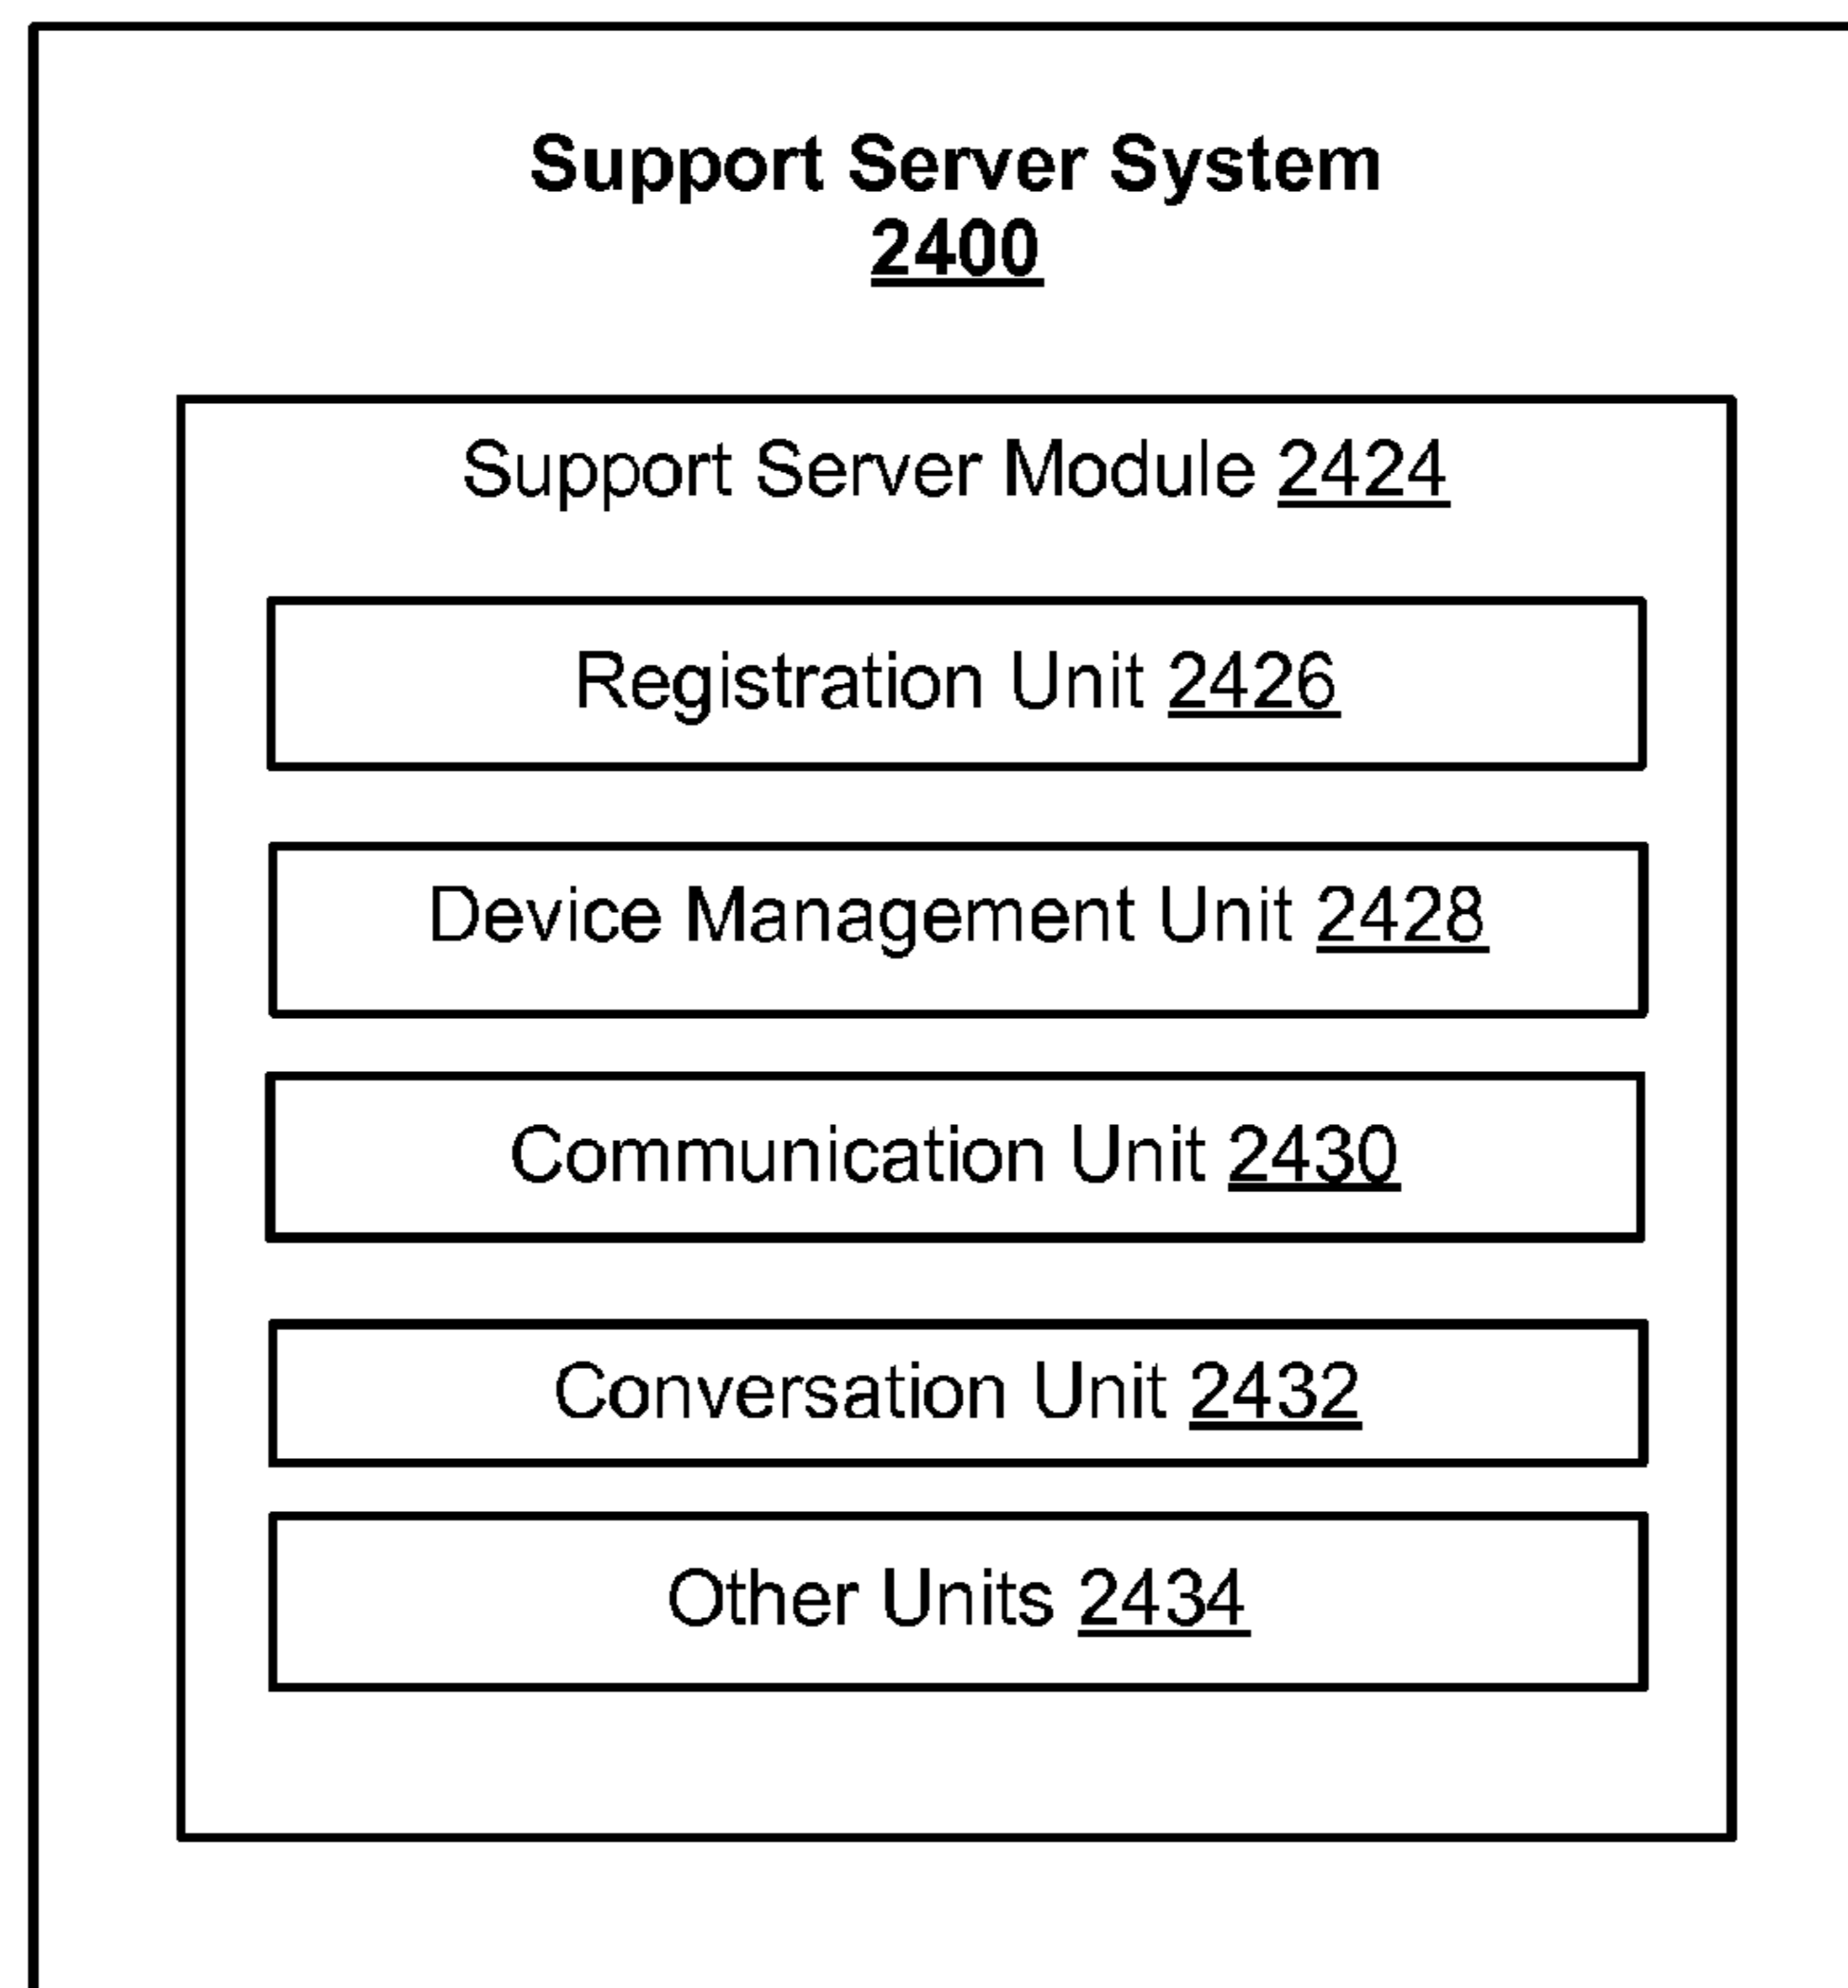 Support Server System
2400
Support Server Module 2424
Registration Unit 2426
Device Management Unit 2428
Communication Unit 2430
Conversation Unit 2432
Other Units 2434